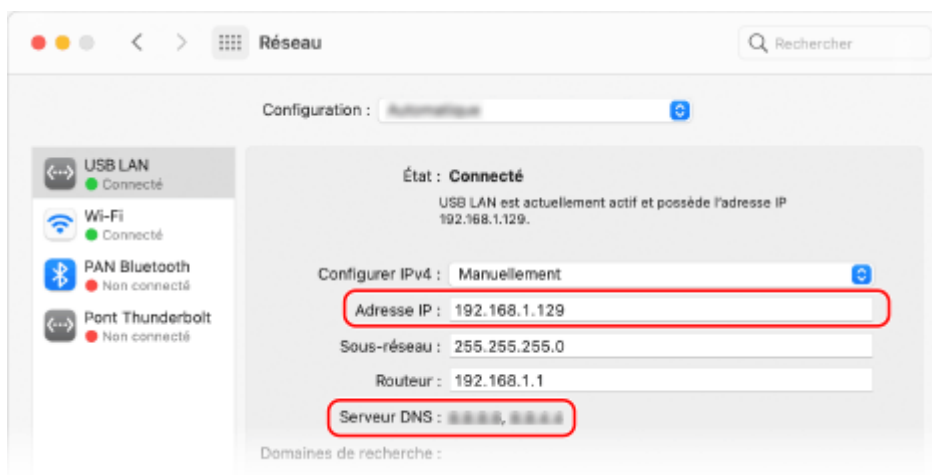 Réseau
Rechercher
Configuration :
USB LAN
Connecté
Wi-Fi
Connecté
PAN Bluetooth
Non connecté
Pont Thunderbolt
Non connecté
État : Connecté
USB LAN est actuellement actif et possède l'adresse IP
192.168.1.129.
Configurer IPv4 : Manuellement
Adresse IP : 192.168.1.129
Sous-réseau : 255.255.255.0
Routeur : 192.168.1.1
Serveur DNS :
Domaines de recherche :